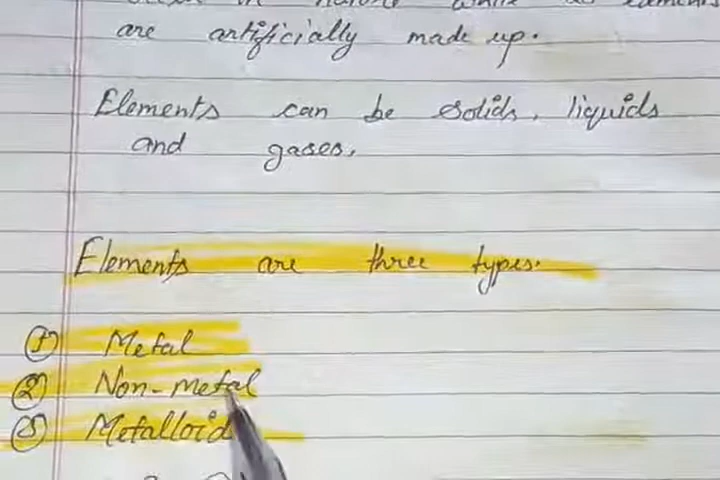 are artificially made up.
Elements can be solids, liquids
and gases,
Elements are three types.
① Metal
② Non-metal
③ Metalloid